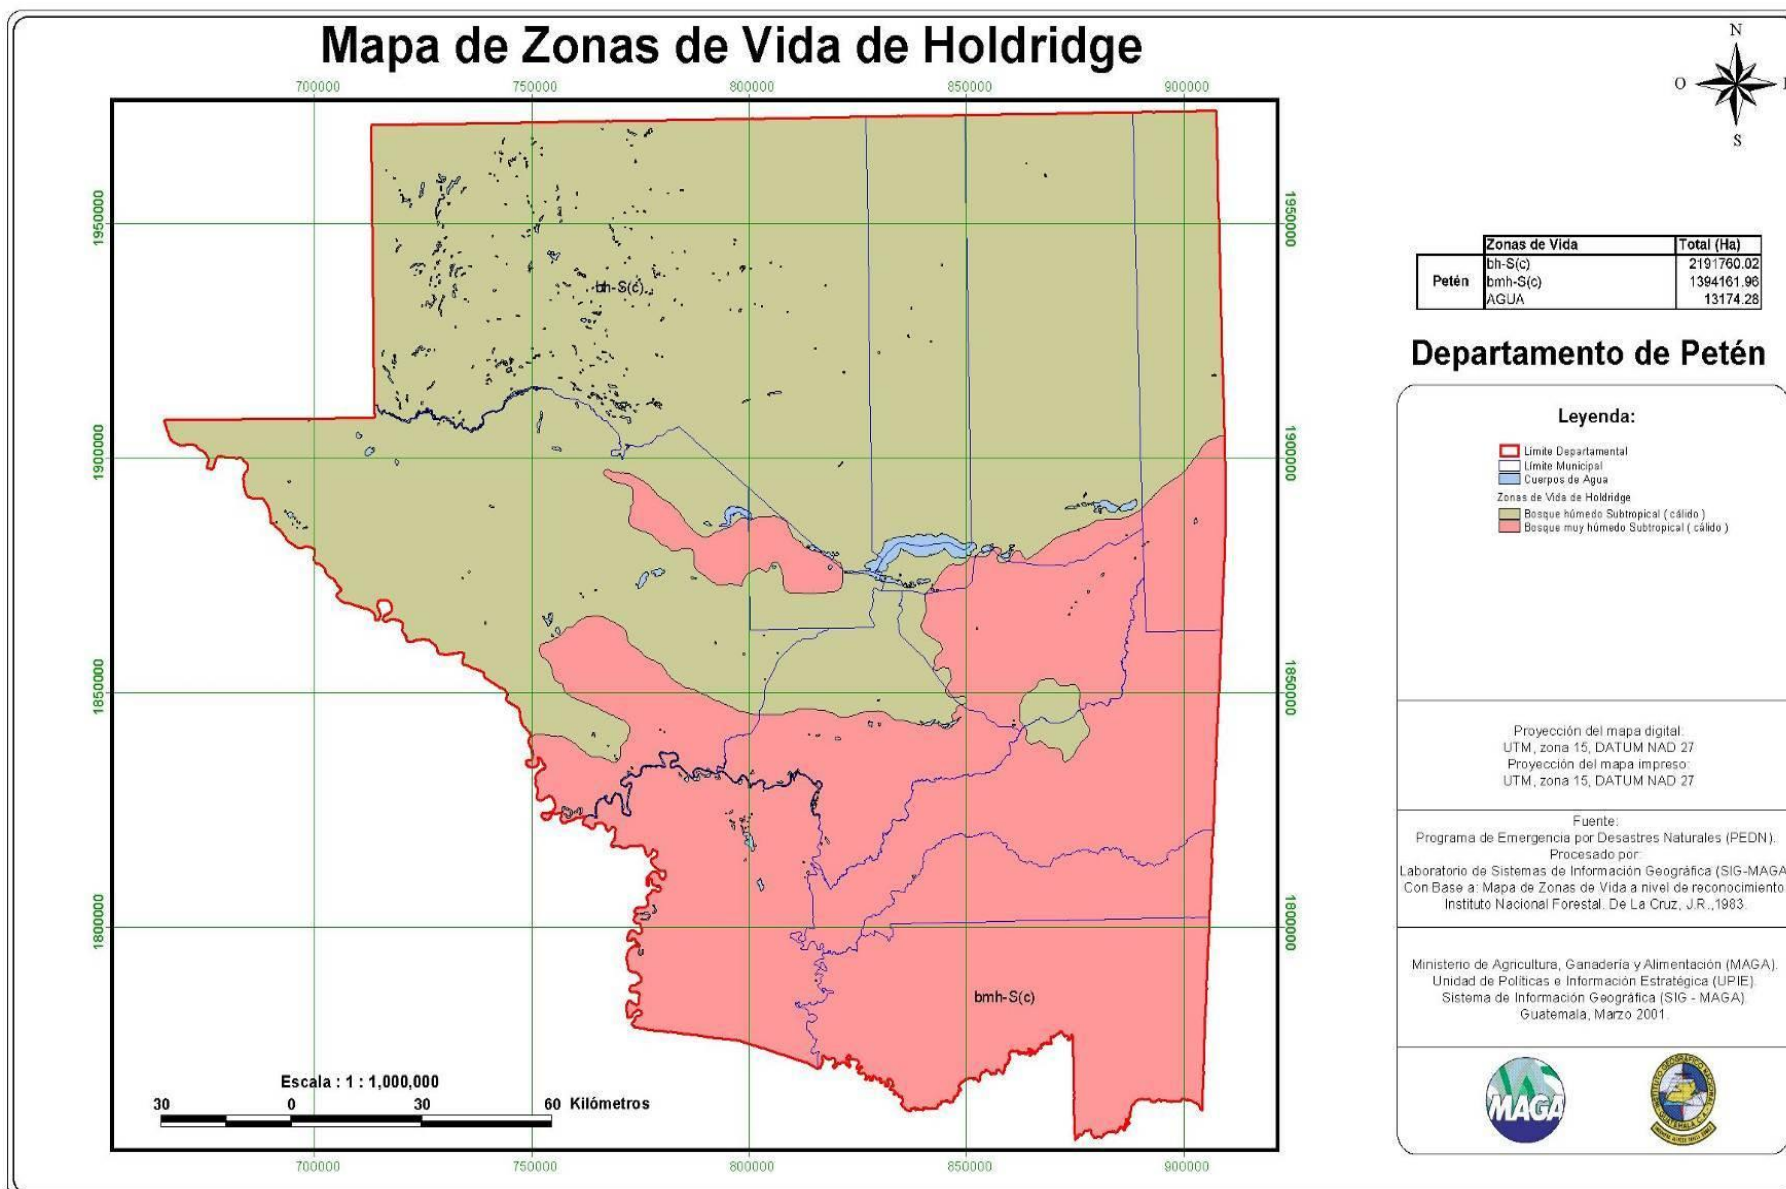 Mapa de Zonas de Vida de Holdridge
N
O
S
700000 750000 800000 850000 900000
1950000 1950000
1900000 1900000
1850000 1850000
1800000 1800000
bh-S(c)
bmh-S(c)
Escala : 1 : 1,000,000
30 0 30 60 Kilómetros
700000 750000 800000 850000 900000
Zonas de Vida Total (Ha)
Petén
bh-S(c) 2191760.02
bmh-S(c) 1394161.96
AGUA 13174.28
Departamento de Petén
Leyenda:
Límite Departamental
Límite Municipal
Cuerpos de Agua
Zonas de Vida de Holdridge
Bosque húmedo Subtropical ( cálido )
Bosque muy húmedo Subtropical ( cálido )
Proyección del mapa digital:
UTM, zona 15, DATUM NAD 27
Proyección del mapa impreso:
UTM, zona 15, DATUM NAD 27
Fuente:
Programa de Emergencia por Desastres Naturales (PEDN).
Procesado por:
Laboratorio de Sistemas de Información Geográfica (SIG-MAGA
Con Base a: Mapa de Zonas de Vida a nivel de reconocimiento
Instituto Nacional Forestal. De La Cruz, J.R.,1983.
Ministerio de Agricultura, Ganadería y Alimentación (MAGA).
Unidad de Políticas e Información Estratégica (UPIE).
Sistema de Información Geográfica (SIG - MAGA).
Guatemala, Marzo 2001.
MAGA